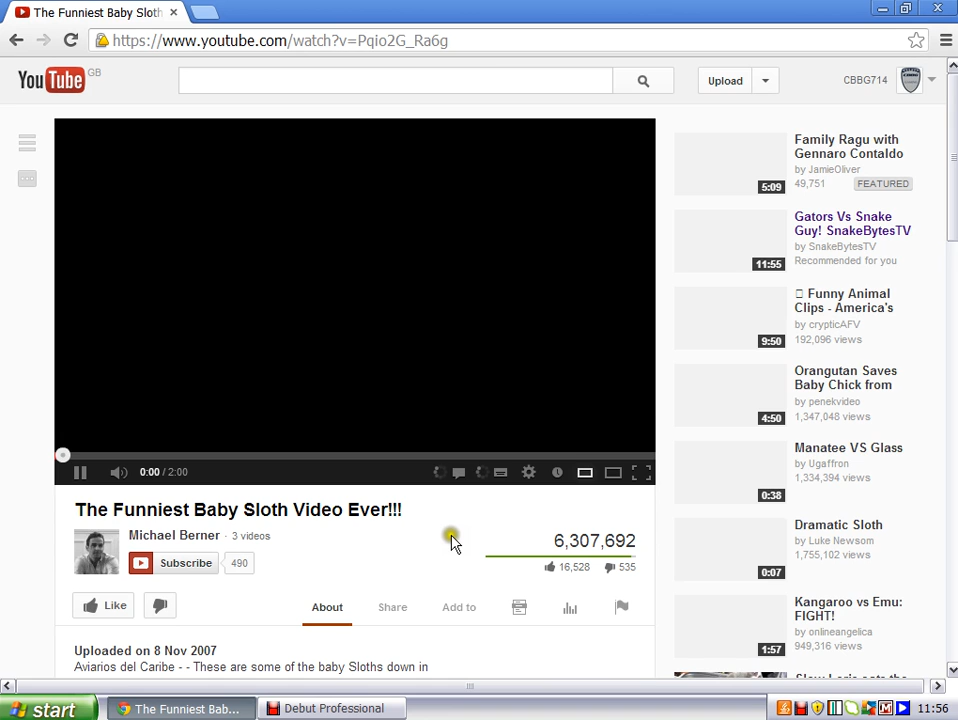 The Funniest Baby Sloth
https://www.youtube.com/watch?v=Pqio2G_Ra6g
YouTube GB
Upload
CBBG714
0:00 / 2:00
The Funniest Baby Sloth Video Ever!!!
Michael Berner · 3 videos
Subscribe 490
6,307,692
16,528 535
Like
About Share Add to
Uploaded on 8 Nov 2007
Aviarios del Caribe - - These are some of the baby Sloths down in
5:09
Family Ragu with
Gennaro Contaldo
by JamieOliver
49,751 FEATURED
11:55
Gators Vs Snake
Guy! SnakeBytesTV
by SnakeBytesTV
Recommended for you
9:50
Funny Animal
Clips - America's
by crypticAFV
192,096 views
4:50
Orangutan Saves
Baby Chick from
by penekvideo
1,347,048 views
0:38
Manatee VS Glass
by Ugaffron
1,334,394 views
0:07
Dramatic Sloth
by Luke Newsom
1,755,102 views
1:57
Kangaroo vs Emu:
FIGHT!
by onlineangelica
949,316 views
start
The Funniest Bab...
Debut Professional
11:56